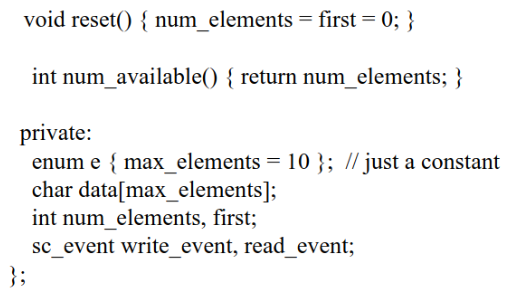 void reset() { num_elements = first = 0; }
int num_available() { return num_elements; }
private:
enum e { max_elements = 10 }; // just a constant
char data[max_elements];
int num_elements, first;
sc_event write_event, read_event;
};